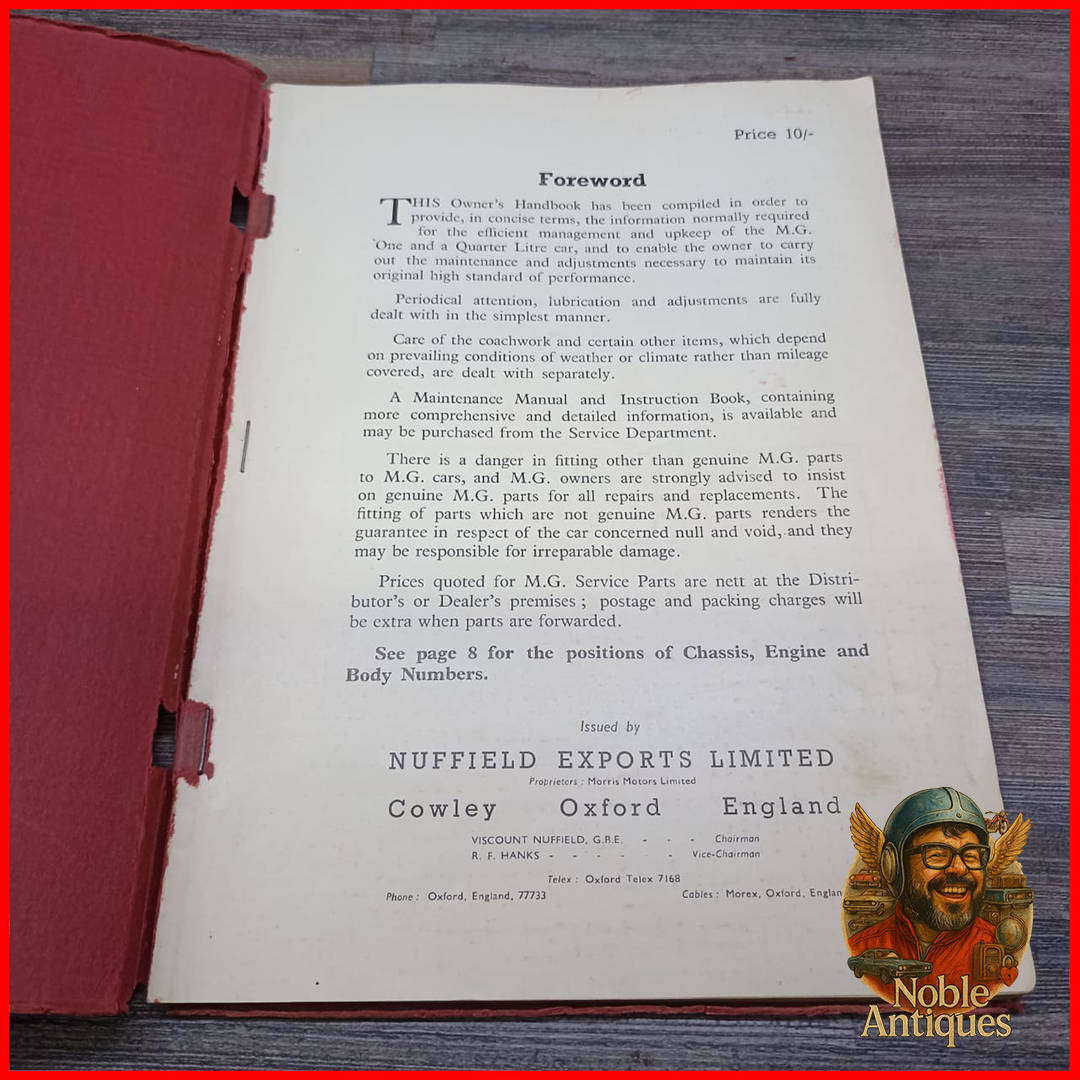 Price 10/-
Foreword
THIS Owner's Handbook has been compiled in order to
provide, in concise terms, the information normally required
for the efficient management and upkeep of the M.G.
One and a Quarter Litre car, and to enable the owner to carry
out the maintenance and adjustments necessary to maintain its
original high standard of performance.
Periodical attention, lubrication and adjustments are fully
dealt with in the simplest manner.
Care of the coachwork and certain other items, which depend
on prevailing conditions of weather or climate rather than mileage
covered, are dealt with separately.
A Maintenance Manual and Instruction Book, containing
more comprehensive and detailed information, is available and
may be purchased from the Service Department.
There is a danger in fitting other than genuine M.G. parts
to M.G. cars, and M.G. owners are strongly advised to insist
on genuine M.G. parts for all repairs and replacements. The
fitting of parts which are not genuine M.G. parts renders the
guarantee in respect of the car concerned null and void, and they
may be responsible for irreparable damage.
Prices quoted for M.G. Service Parts are nett at the Distri-
butor's or Dealer's premises ; postage and packing charges will
be extra when parts are forwarded.
See page 8 for the positions of Chassis, Engine and
Body Numbers.
Issued by
NUFFIELD EXPORTS LIMITED
Proprietors : Morris Motors Limited
Cowley Oxford England
VISCOUNT NUFFIELD, G.B.E. - - - Chairman
R. F. HANKS - - - - - - Vice-Chairman
Telex : Oxford Telex 7168
Phone : Oxford, England, 77733 Cables : Morex, Oxford, Englan
Noble
Antiques